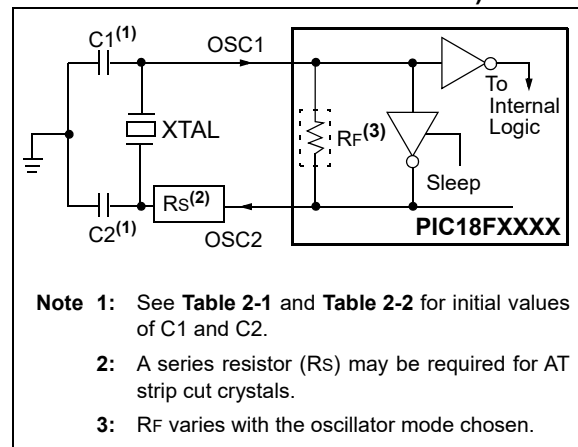 C1(1)
OSC1
To
Internal
Logic
XTAL
RF(3)
Sleep
RS(2)
C2(1)
OSC2
PIC18FXXXX
Note 1: See Table 2-1 and Table 2-2 for initial values
of C1 and C2.
2: A series resistor (RS) may be required for AT
strip cut crystals.
3: RF varies with the oscillator mode chosen.